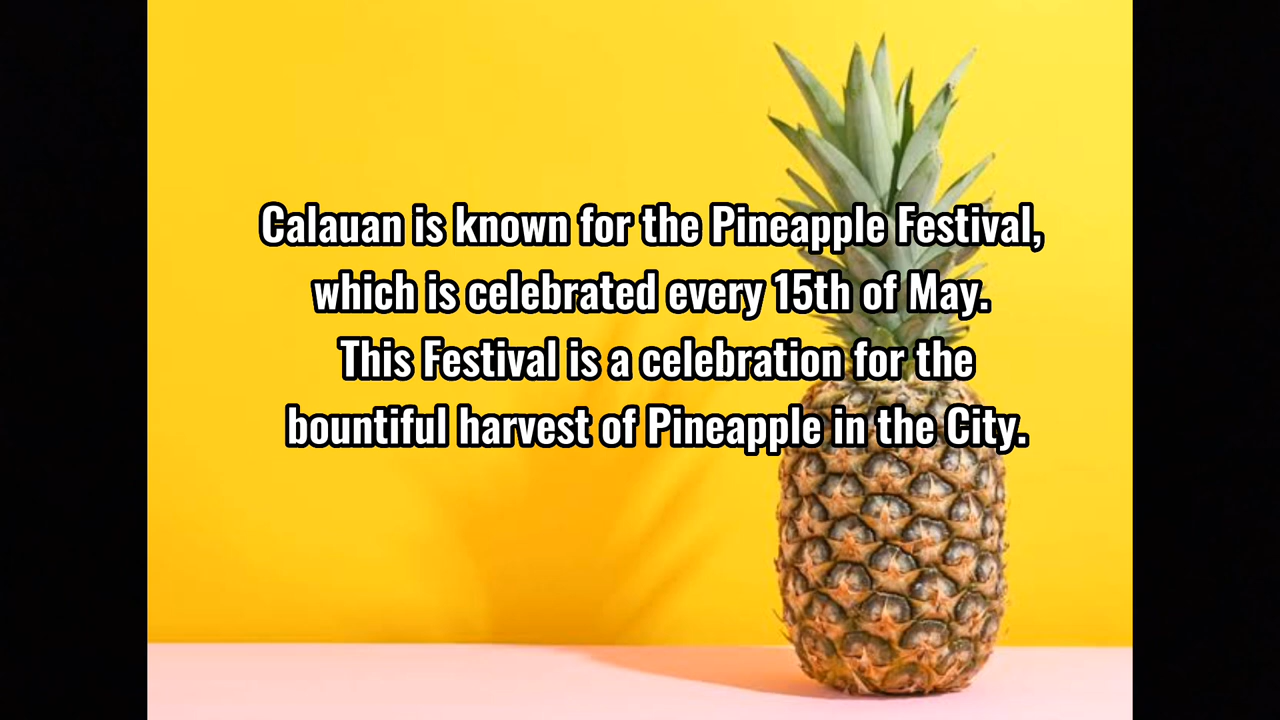 Calauan is known for the Pineapple Festival,
which is celebrated every 15th of May.
This Festival is a celebration for the
bountiful harvest of Pineapple in the City.